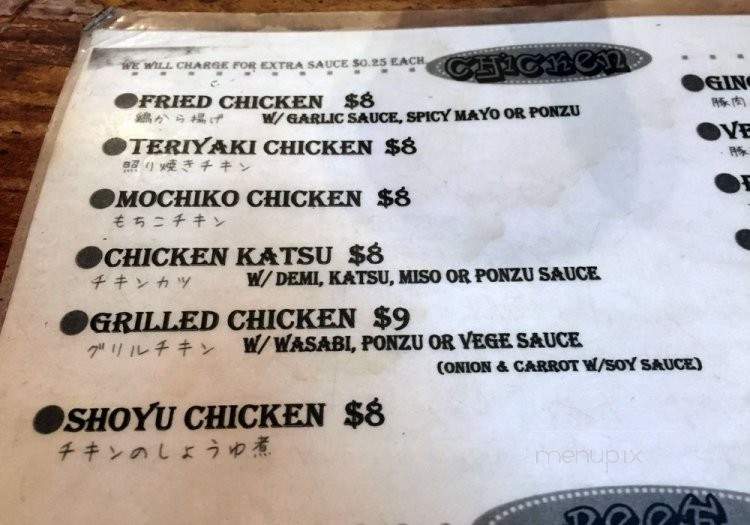 WE WILL CHARGE FOR EXTRA SAUCE $0.25 EACH
CHICKEN
FRIED CHICKEN $8
鶏から揚げ W/ GARLIC SAUCE, SPICY MAYO OR PONZU
TERIYAKI CHICKEN $8
照り焼きチキン
MOCHIKO CHICKEN $8
もちこチキン
CHICKEN KATSU $8
チキンカツ W/ DEMI, KATSU, MISO OR PONZU SAUCE
GRILLED CHICKEN $9
グリルチキン W/ WASABI, PONZU OR VEGE SAUCE
(ONION & CARROT W/SOY SAUCE)
SHOYU CHICKEN $8
チキンのしょうゆ煮
GING
豚肉
VE
豚
menupix
BEEF